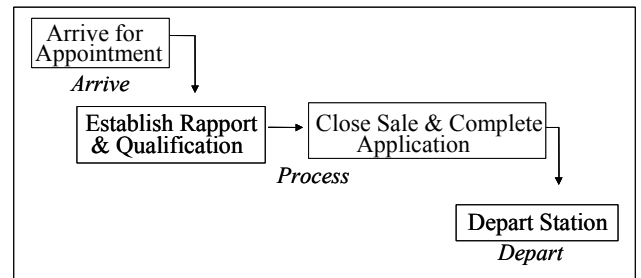 Arrive for
Appointment
Arrive
Establish Rapport
& Qualification
Close Sale & Complete
Application
Process
Depart Station
Depart